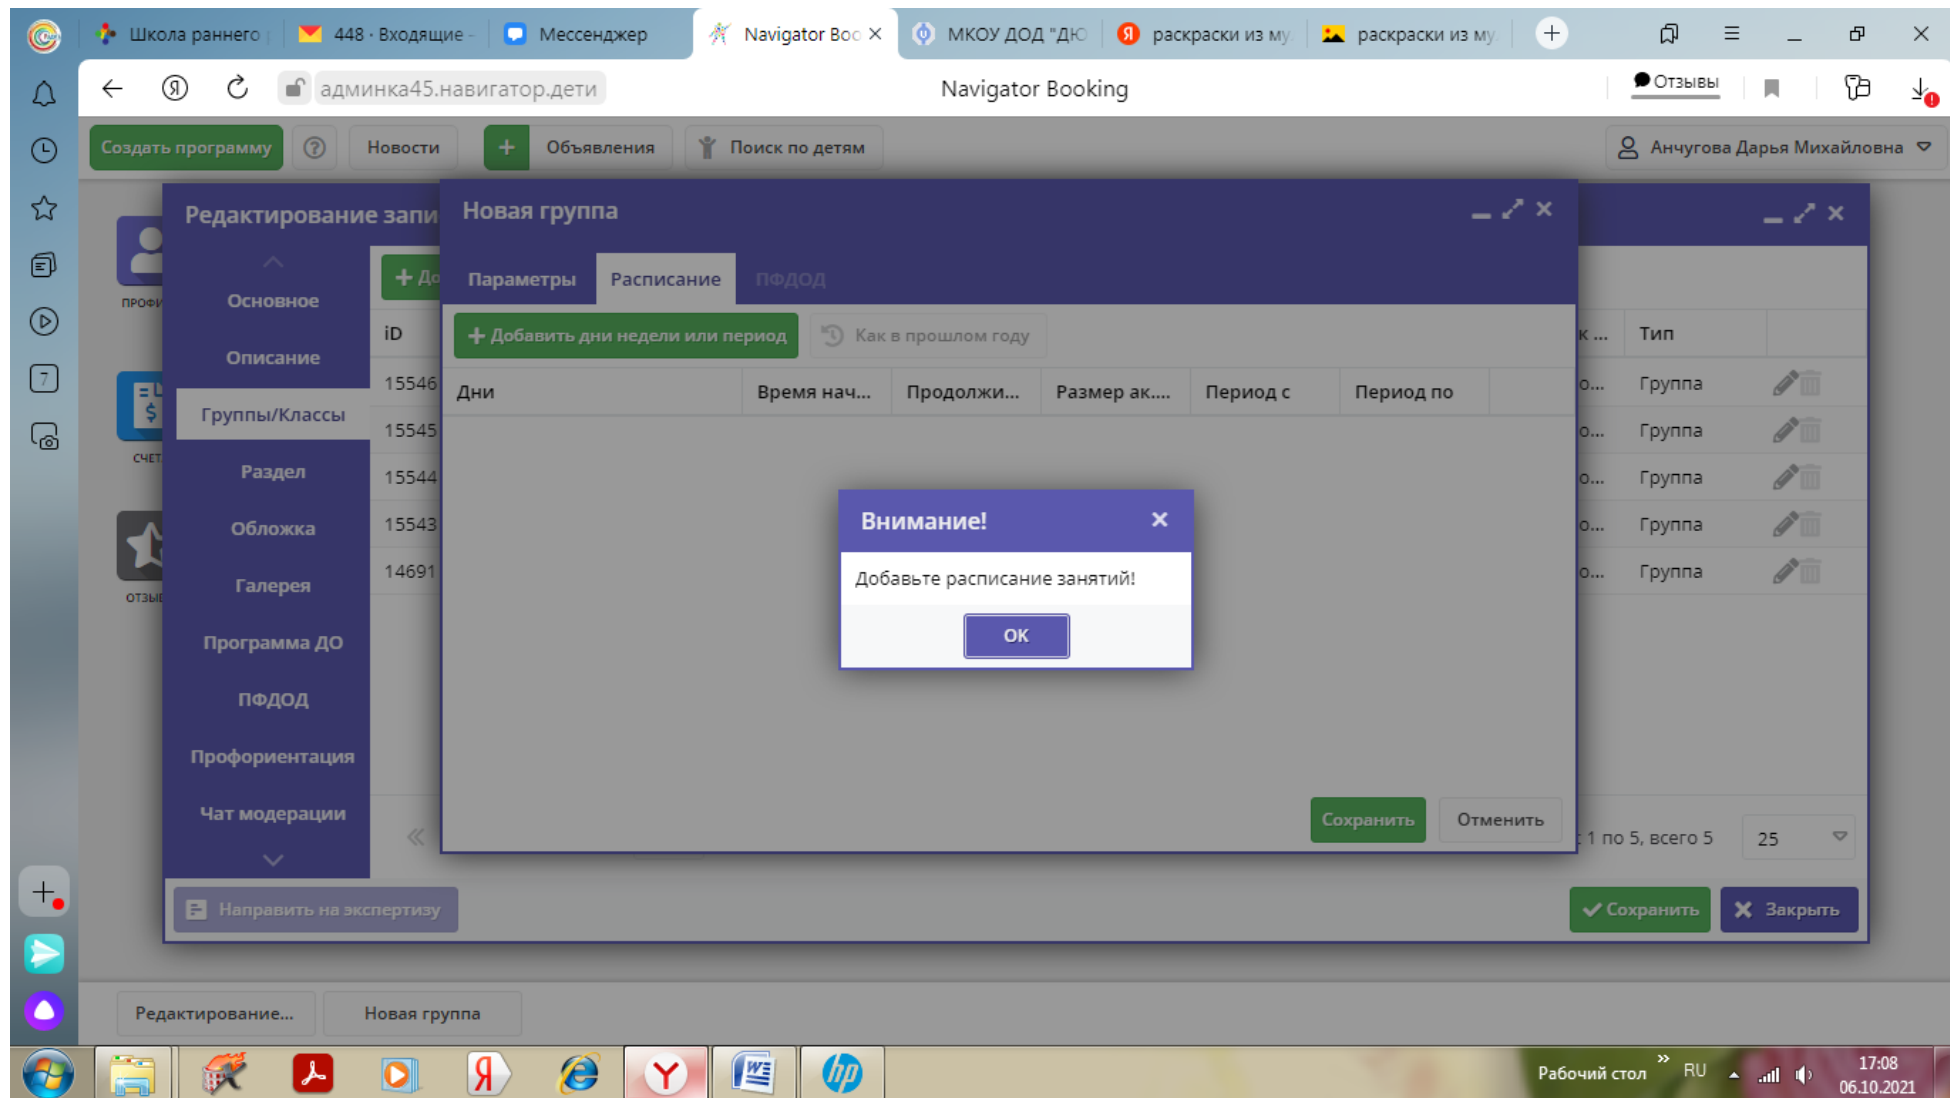 Школа раннего
448 · Входящие -
Мессенджер
Navigator Boo
МКОУ ДОД "ДЮ
раскраски из му.
раскраски из му.
админка45.навигатор.дети
Navigator Booking
Отзывы
Создать программу
Новости
Объявления
Поиск по детям
Анчугова Дарья Михайловна
Редактирование запи
Новая группа
Параметры
Расписание
ПФДОД
Основное
Описание
Группы/Классы
Раздел
Обложка
Галерея
Программа ДО
ПФДОД
Профориентация
Чат модерации
ПРОФИ
СЧЕТ
ОТЗЫ
+ До
iD
15546
15545
15544
15543
14691
+ Добавить дни недели или период
Как в прошлом году
Дни
Время нач...
Продолжи...
Размер ак....
Период с
Период по
к ...
Тип
о...
Группа
о...
Группа
о...
Группа
о...
Группа
о...
Группа
Внимание!
Добавьте расписание занятий!
OK
Сохранить
Отменить
с 1 по 5, всего 5
25
Направить на экспертизу
Сохранить
Закрыть
Редактирование...
Новая группа
7
Рабочий стол
RU
17:08
06.10.2021